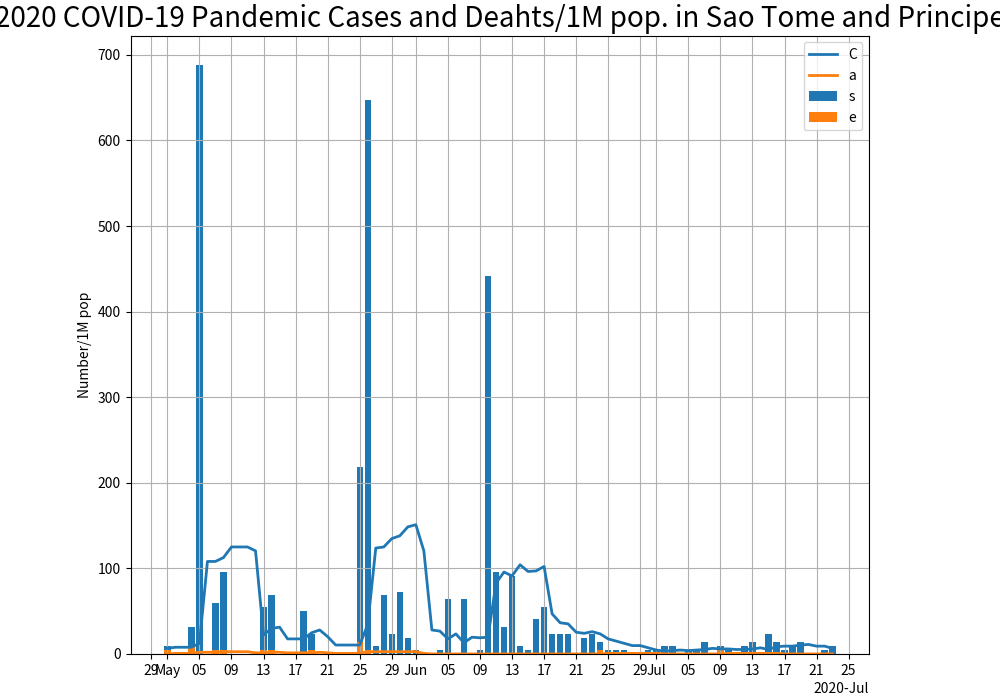 2020 COVID-19 Pandemic Cases and Deahts/1M pop. in Sao Tome and Principe
Number/1M pop
700
600
500
400
300
200
100
0
C
a
s
e
29 May 05 09 13 17 21 25 29 Jun 05 09 13 17 21 25 29 Jul 05 09 13 17 21 25
2020-Jul